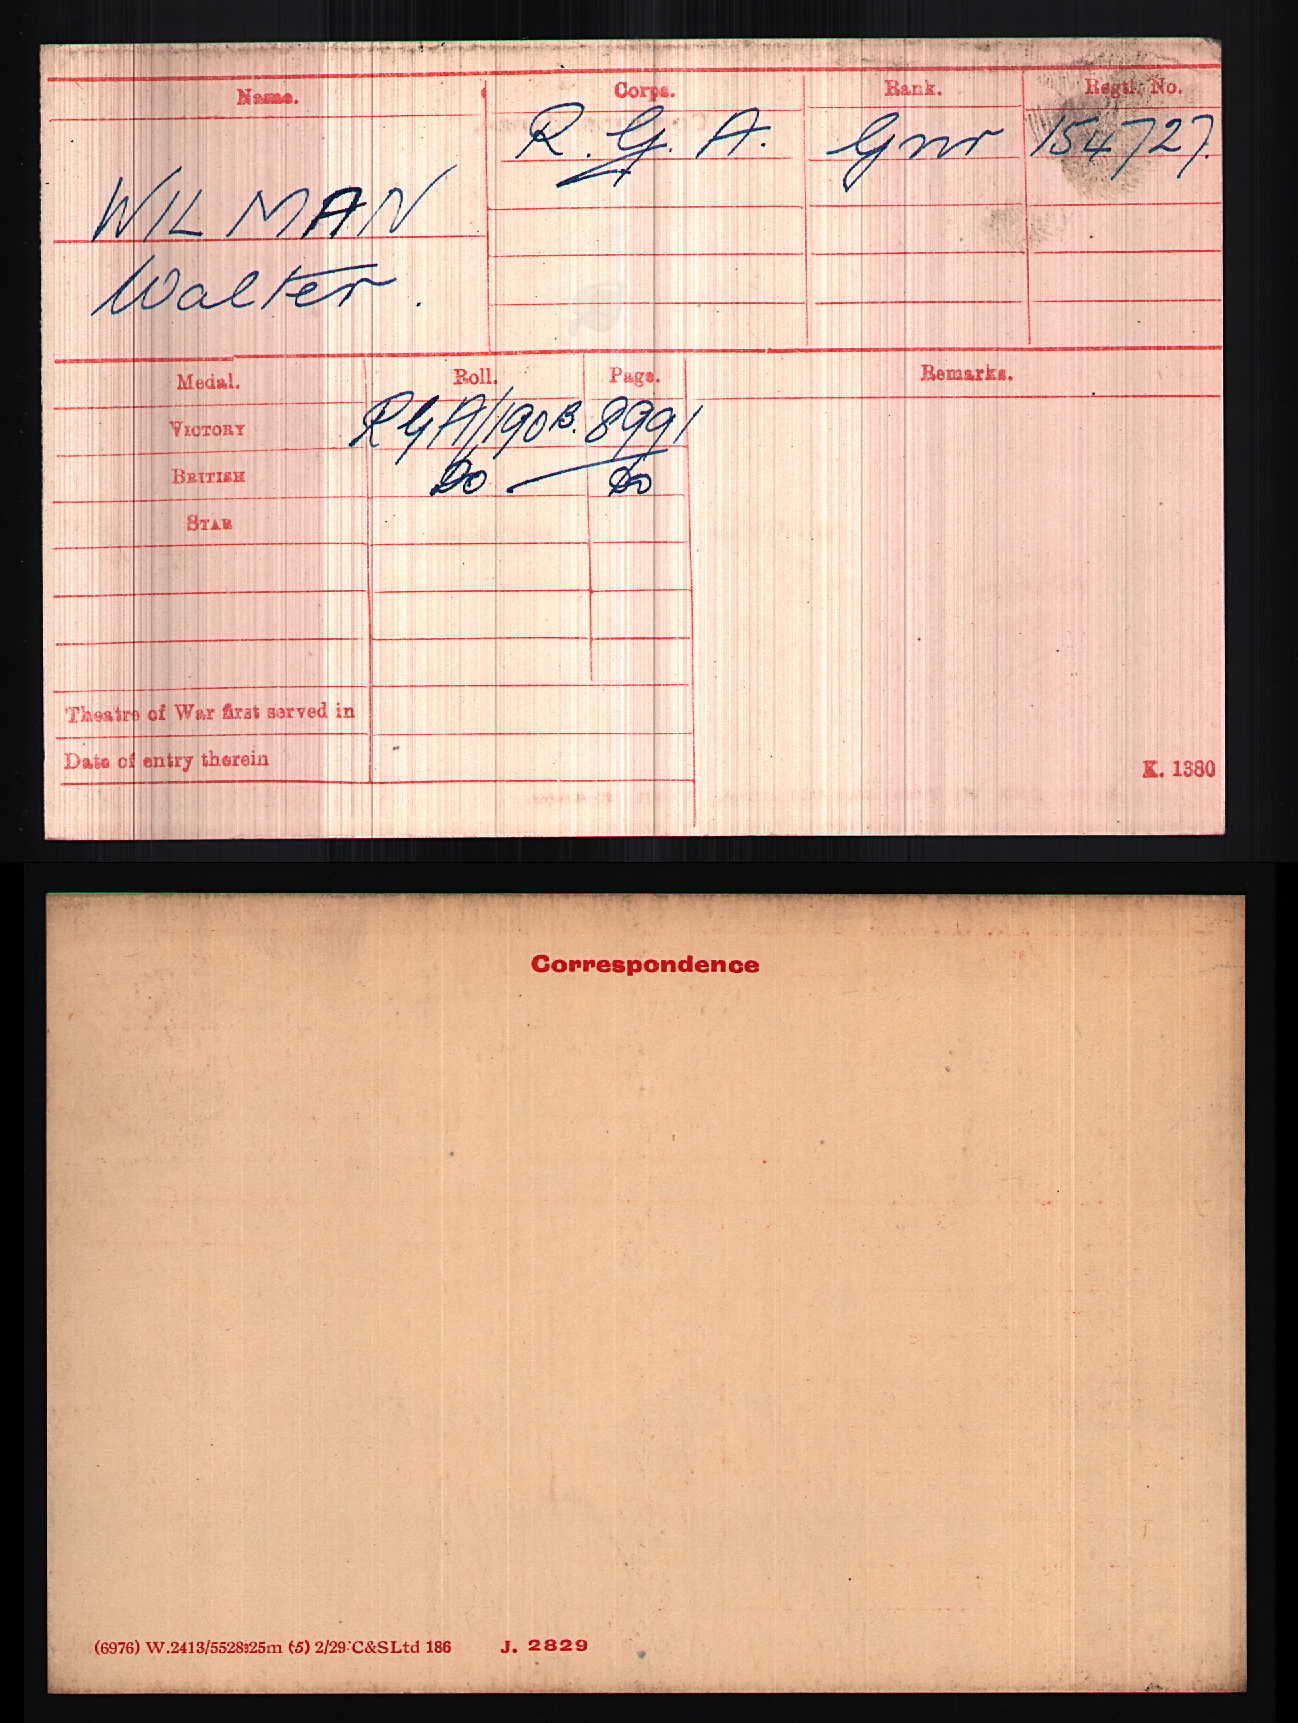 Name. Corps. Rank. Regtl. No.
R. G. A. Gnr 154727.
WILMAN
Walter.
Medal. Roll. Page. Remarks.
VICTORY RGA/190B. 8991
BRITISH Do Do
STAR
Theatre of War first served in
Date of entry therein
K. 1380
Correspondence
(6976) W.2413/5528 25m (5) 2/29 C&SLtd 186 J. 2829